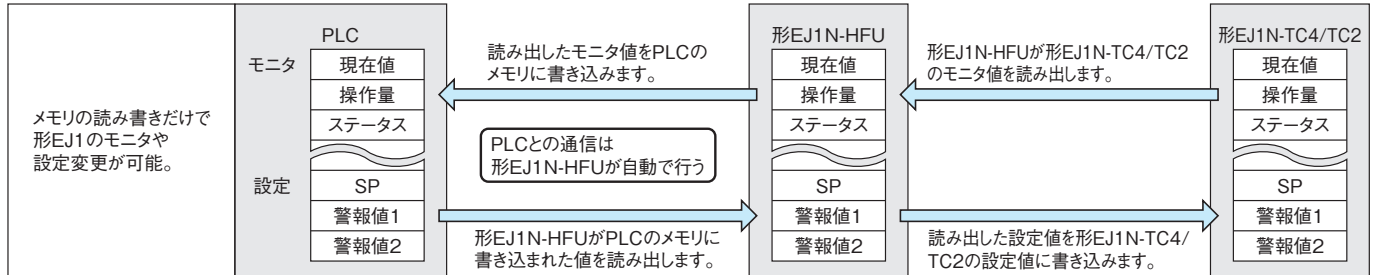 メモリの読み書きだけで
形EJ1のモニタや
設定変更が可能。
PLC
モニタ
現在値
操作量
ステータス
設定
SP
警報値1
警報値2
読み出したモニタ値をPLCの
メモリに書き込みます。
PLCとの通信は
形EJ1N-HFUが自動で行う
形EJ1N-HFUがPLCのメモリに
書き込まれた値を読み出します。
形EJ1N-HFU
現在値
操作量
ステータス
SP
警報値1
警報値2
形EJ1N-HFUが形EJ1N-TC4/TC2
のモニタ値を読み出します。
読み出した設定値を形EJ1N-TC4/
TC2の設定値に書き込みます。
形EJ1N-TC4/TC2
現在値
操作量
ステータス
SP
警報値1
警報値2